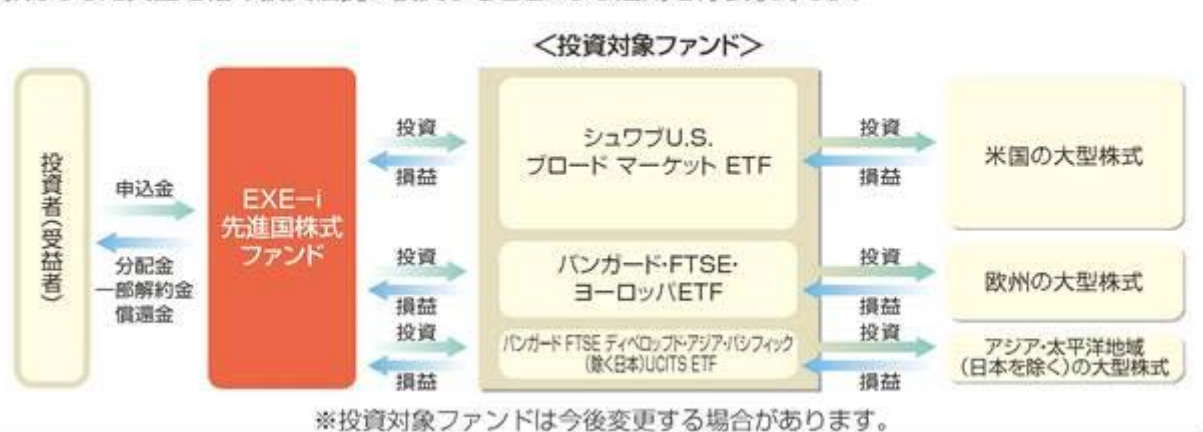 ＜投資対象ファンド＞
投資者(受益者)
申込金
分配金
一部解約金
償還金
EXE-i
先進国株式
ファンド
投資
損益
シュワブU.S.
ブロード マーケット ETF
投資
損益
米国の大型株式
投資
損益
バンガード・FTSE・
ヨーロッパETF
投資
損益
欧州の大型株式
投資
損益
バンガード FTSE ディベロップド・アジア・パシフィック
(除く日本)UCITS ETF
投資
損益
アジア・太平洋地域
(日本を除く)の大型株式
※投資対象ファンドは今後変更する場合があります。